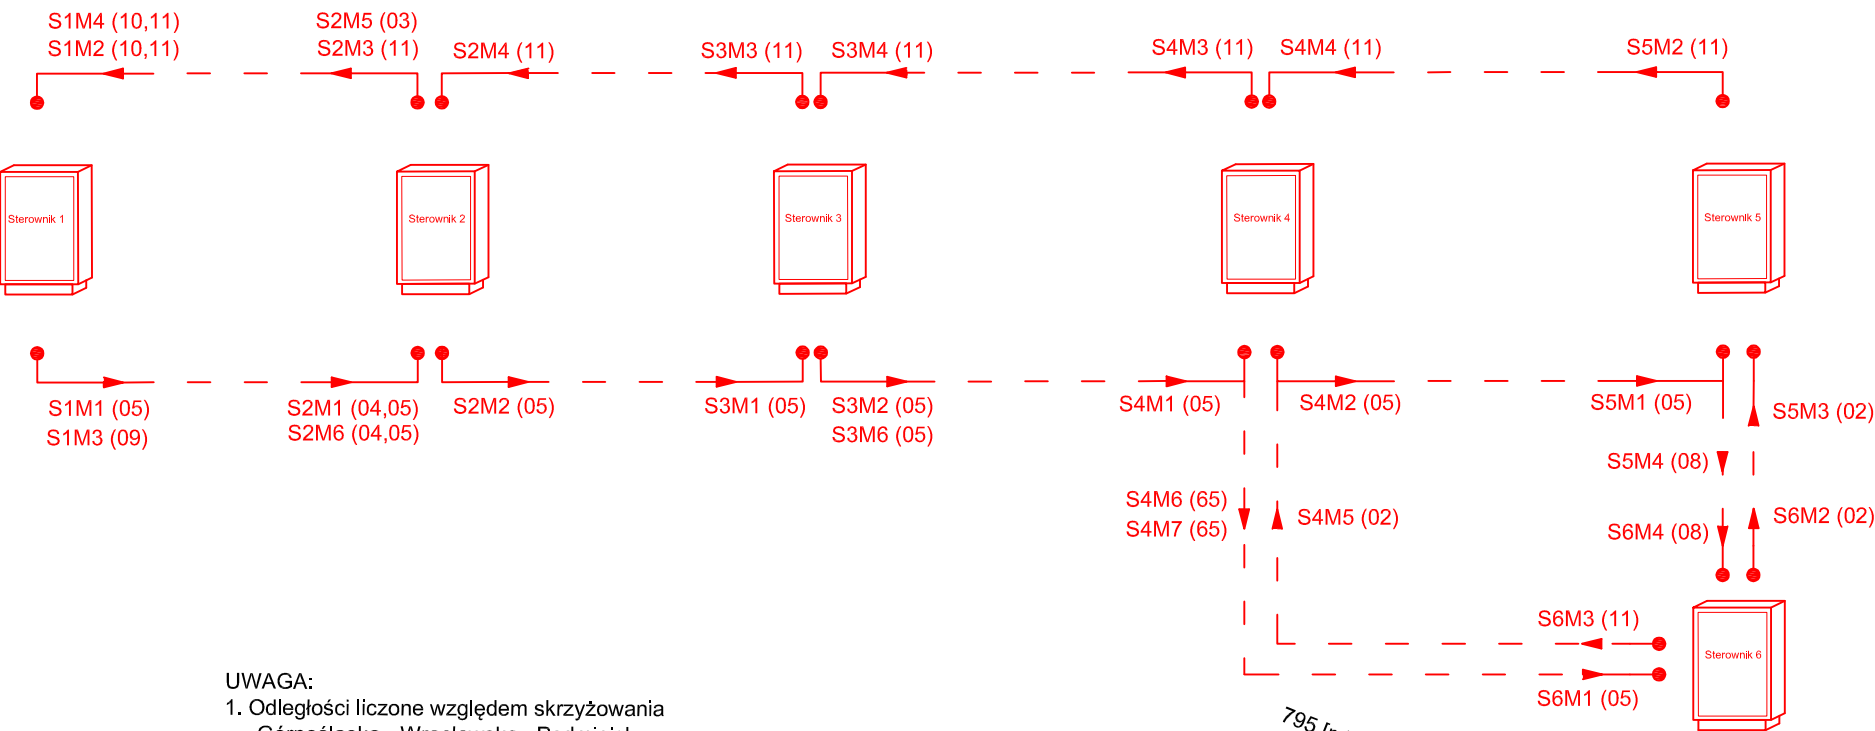 S1M4 (10,11)
S1M2 (10,11)
S2M5 (03)
S2M3 (11)
S2M4 (11)
S3M3 (11)
S3M4 (11)
S4M3 (11)
S4M4 (11)
S5M2 (11)
Sterownik 1
Sterownik 2
Sterownik 3
Sterownik 4
Sterownik 5
S1M1 (05)
S1M3 (09)
S2M1 (04,05)
S2M6 (04,05)
S2M2 (05)
S3M1 (05)
S3M2 (05)
S3M6 (05)
S4M1 (05)
S4M2 (05)
S5M1 (05)
S5M3 (02)
S5M4 (08)
S4M6 (65)
S4M7 (65)
S4M5 (02)
S6M4 (08)
S6M2 (02)
S6M3 (11)
Sterownik 6
S6M1 (05)
UWAGA:
1. Odległości liczone względem skrzyżowania
795